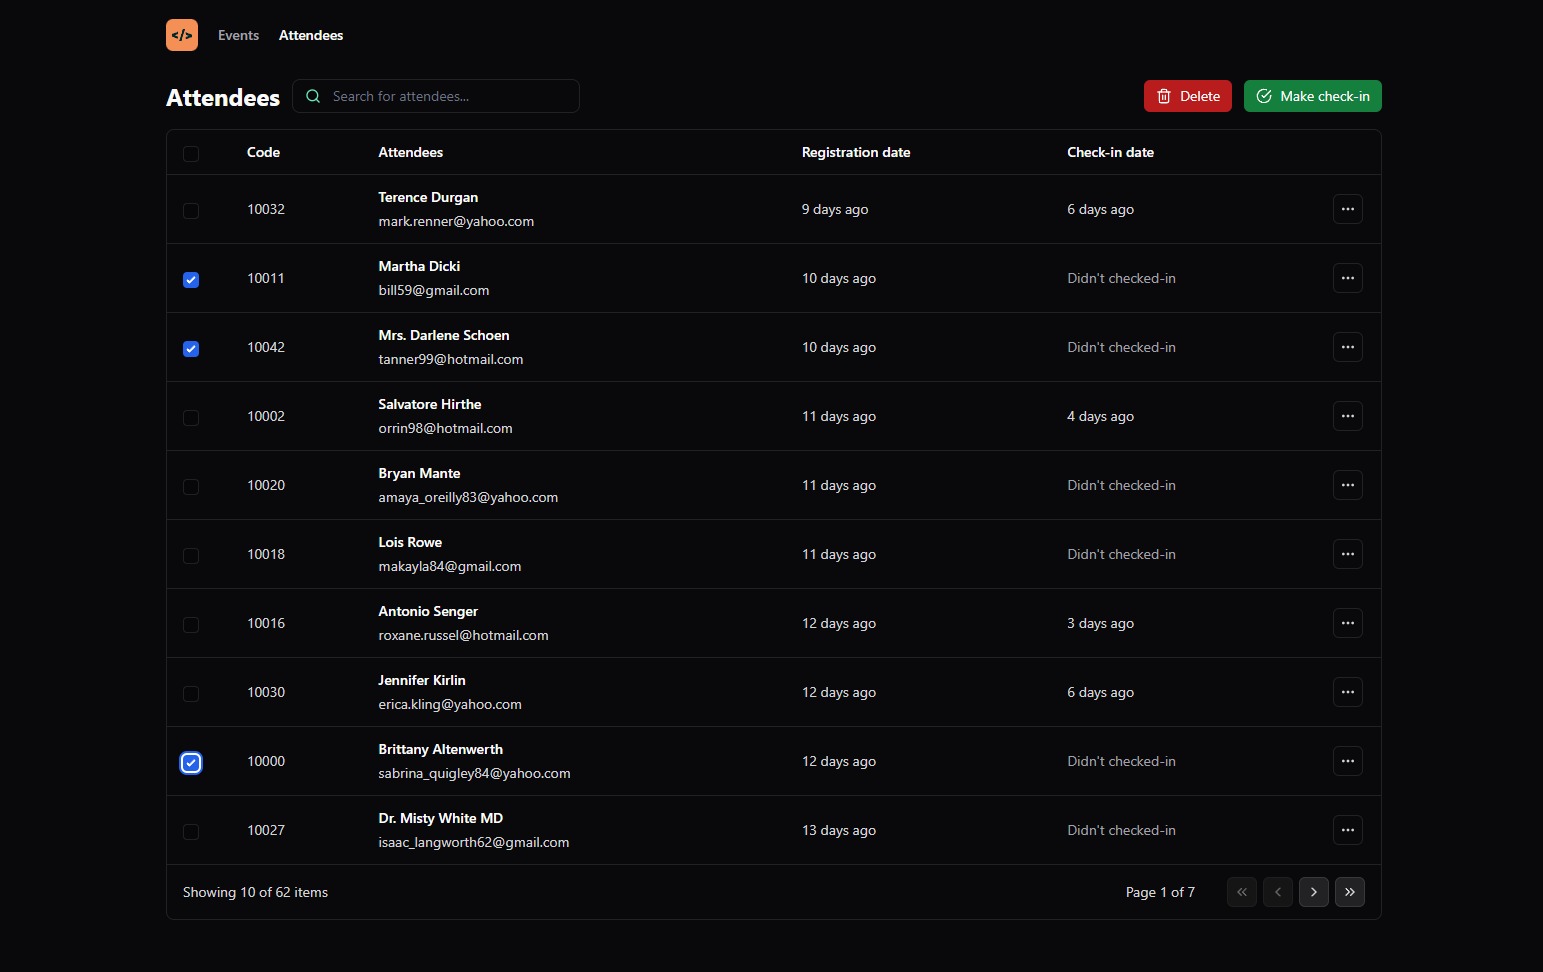 </> Events Attendees
Attendees Search for attendees... Delete Make check-in
Code Attendees Registration date Check-in date
Terence Durgan
10032 9 days ago 6 days ago
mark.renner@yahoo.com
Martha Dicki
10011 10 days ago Didn't checked-in
bill59@gmail.com
Mrs. Darlene Schoen
10042 10 days ago Didn't checked-in
tanner99@hotmail.com
Salvatore Hirthe
10002 11 days ago 4 days ago
orrin98@hotmail.com
Bryan Mante
10020 11 days ago Didn't checked-in
amaya_oreilly83@yahoo.com
Lois Rowe
10018 11 days ago Didn't checked-in
makayla84@gmail.com
Antonio Senger
10016 12 days ago 3 days ago
roxane.russel@hotmail.com
Jennifer Kirlin
10030 12 days ago 6 days ago
erica.kling@yahoo.com
Brittany Altenwerth
10000 12 days ago Didn't checked-in
sabrina_quigley84@yahoo.com
Dr. Misty White MD
10027 13 days ago Didn't checked-in
isaac_langworth62@gmail.com
Showing 10 of 62 items Page 1 of 7